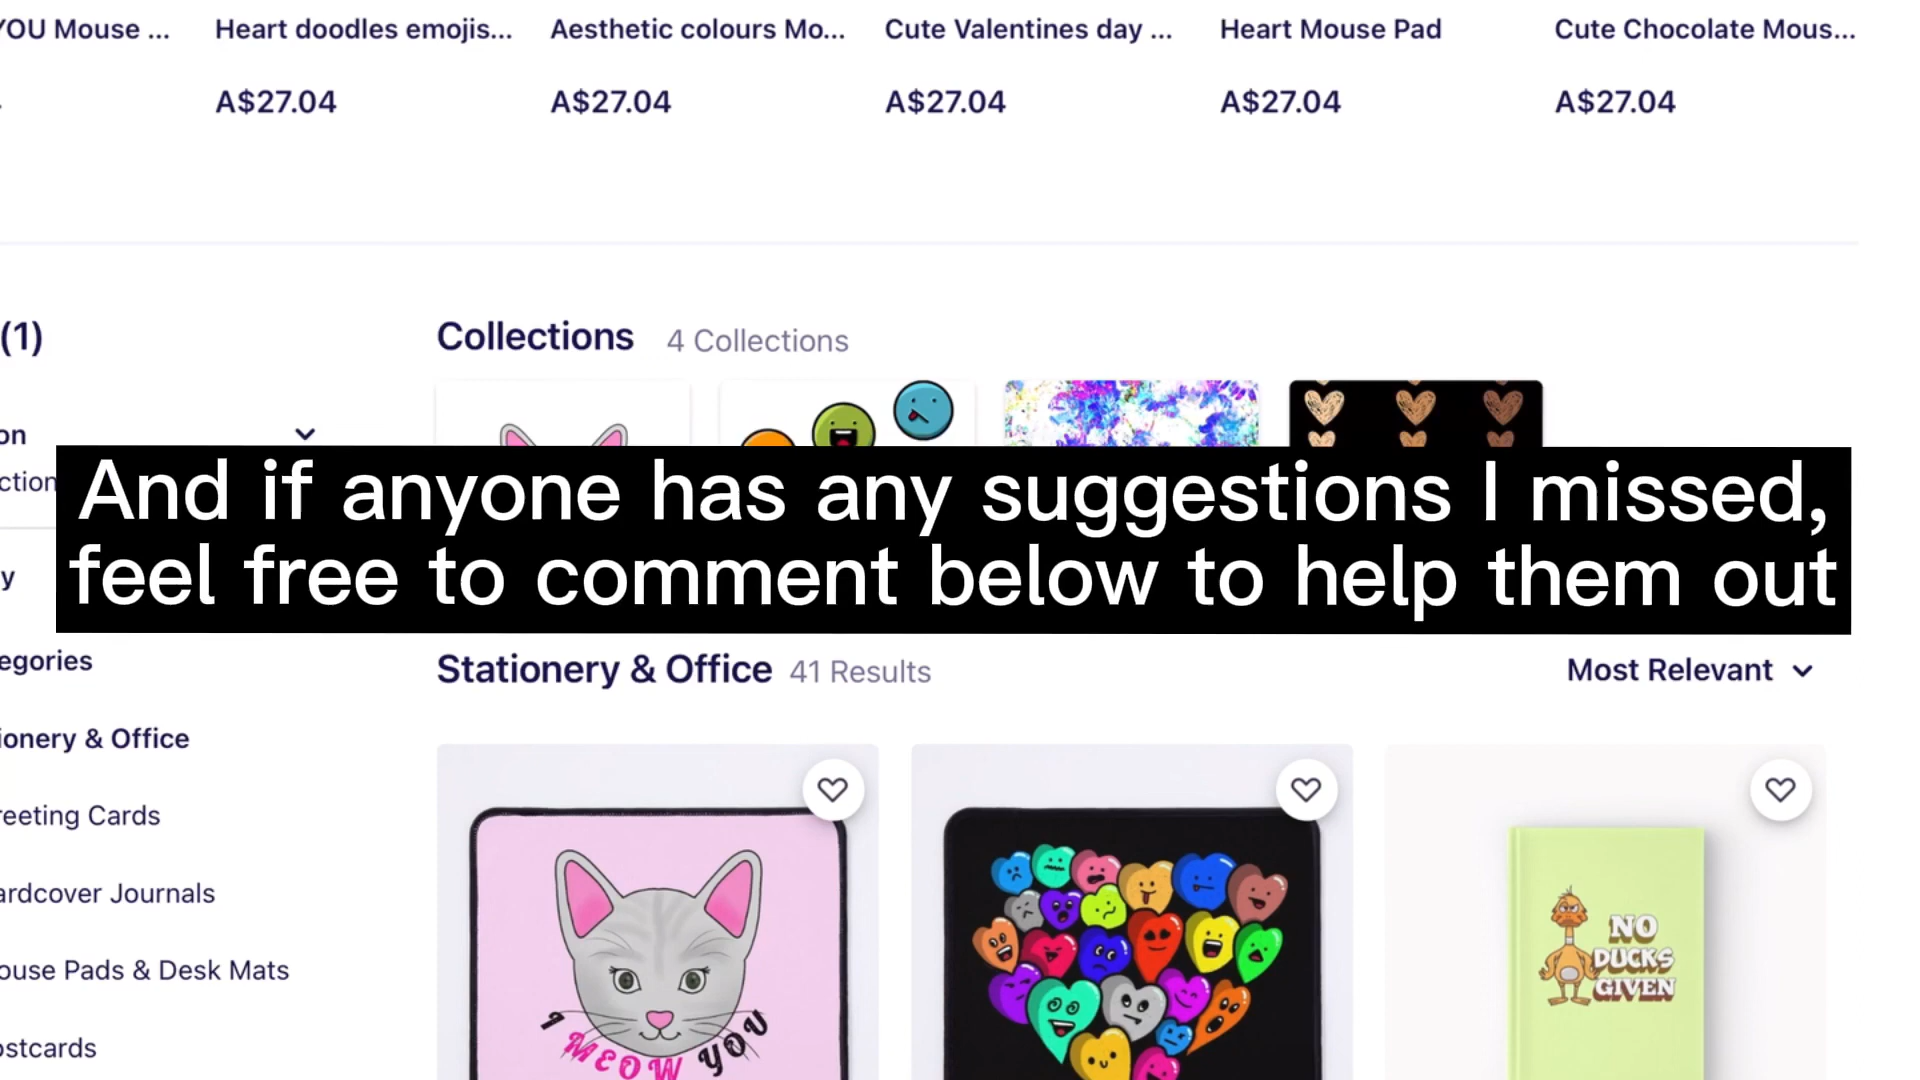 YOU Mouse ...
Heart doodles emojis...
Aesthetic colours Mo...
Cute Valentines day ...
Heart Mouse Pad
Cute Chocolate Mous...
A$27.04
A$27.04
A$27.04
A$27.04
A$27.04
(1)
Collections 4 Collections
on
ction
And if anyone has any suggestions I missed,
feel free to comment below to help them out
y
egories
Stationery & Office 41 Results
Most Relevant
ionery & Office
reeting Cards
ardcover Journals
ouse Pads & Desk Mats
ostcards
I MEOW YOU
NO
DUCKS
GIVEN